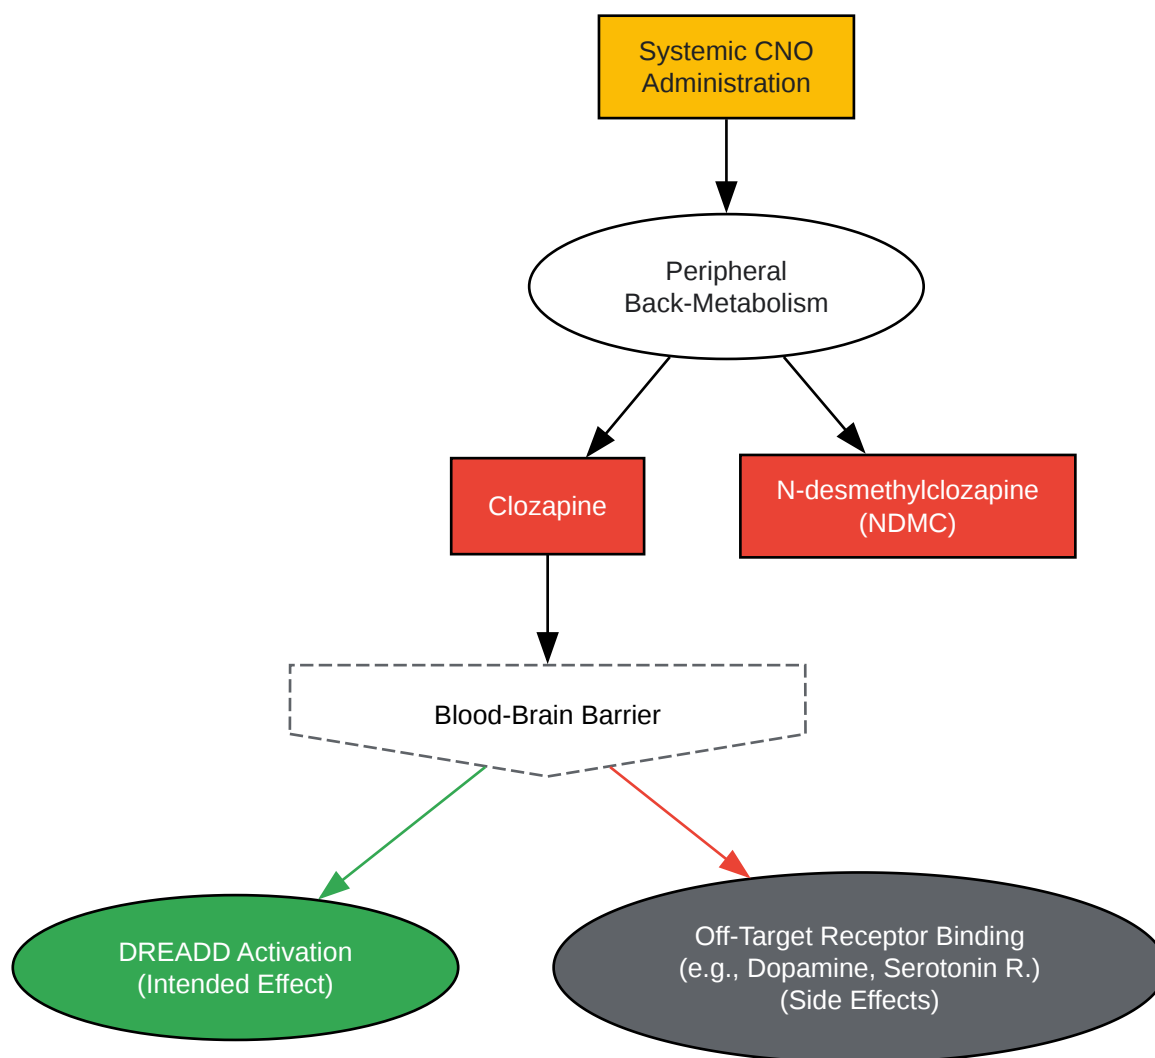 Systemic CNO
Administration
Peripheral
Back-Metabolism
Clozapine
N-desmethylclozapine
(NDMC)
Blood-Brain Barrier
DREADD Activation
(Intended Effect)
Off-Target Receptor Binding
(e.g., Dopamine, Serotonin R.)
(Side Effects)